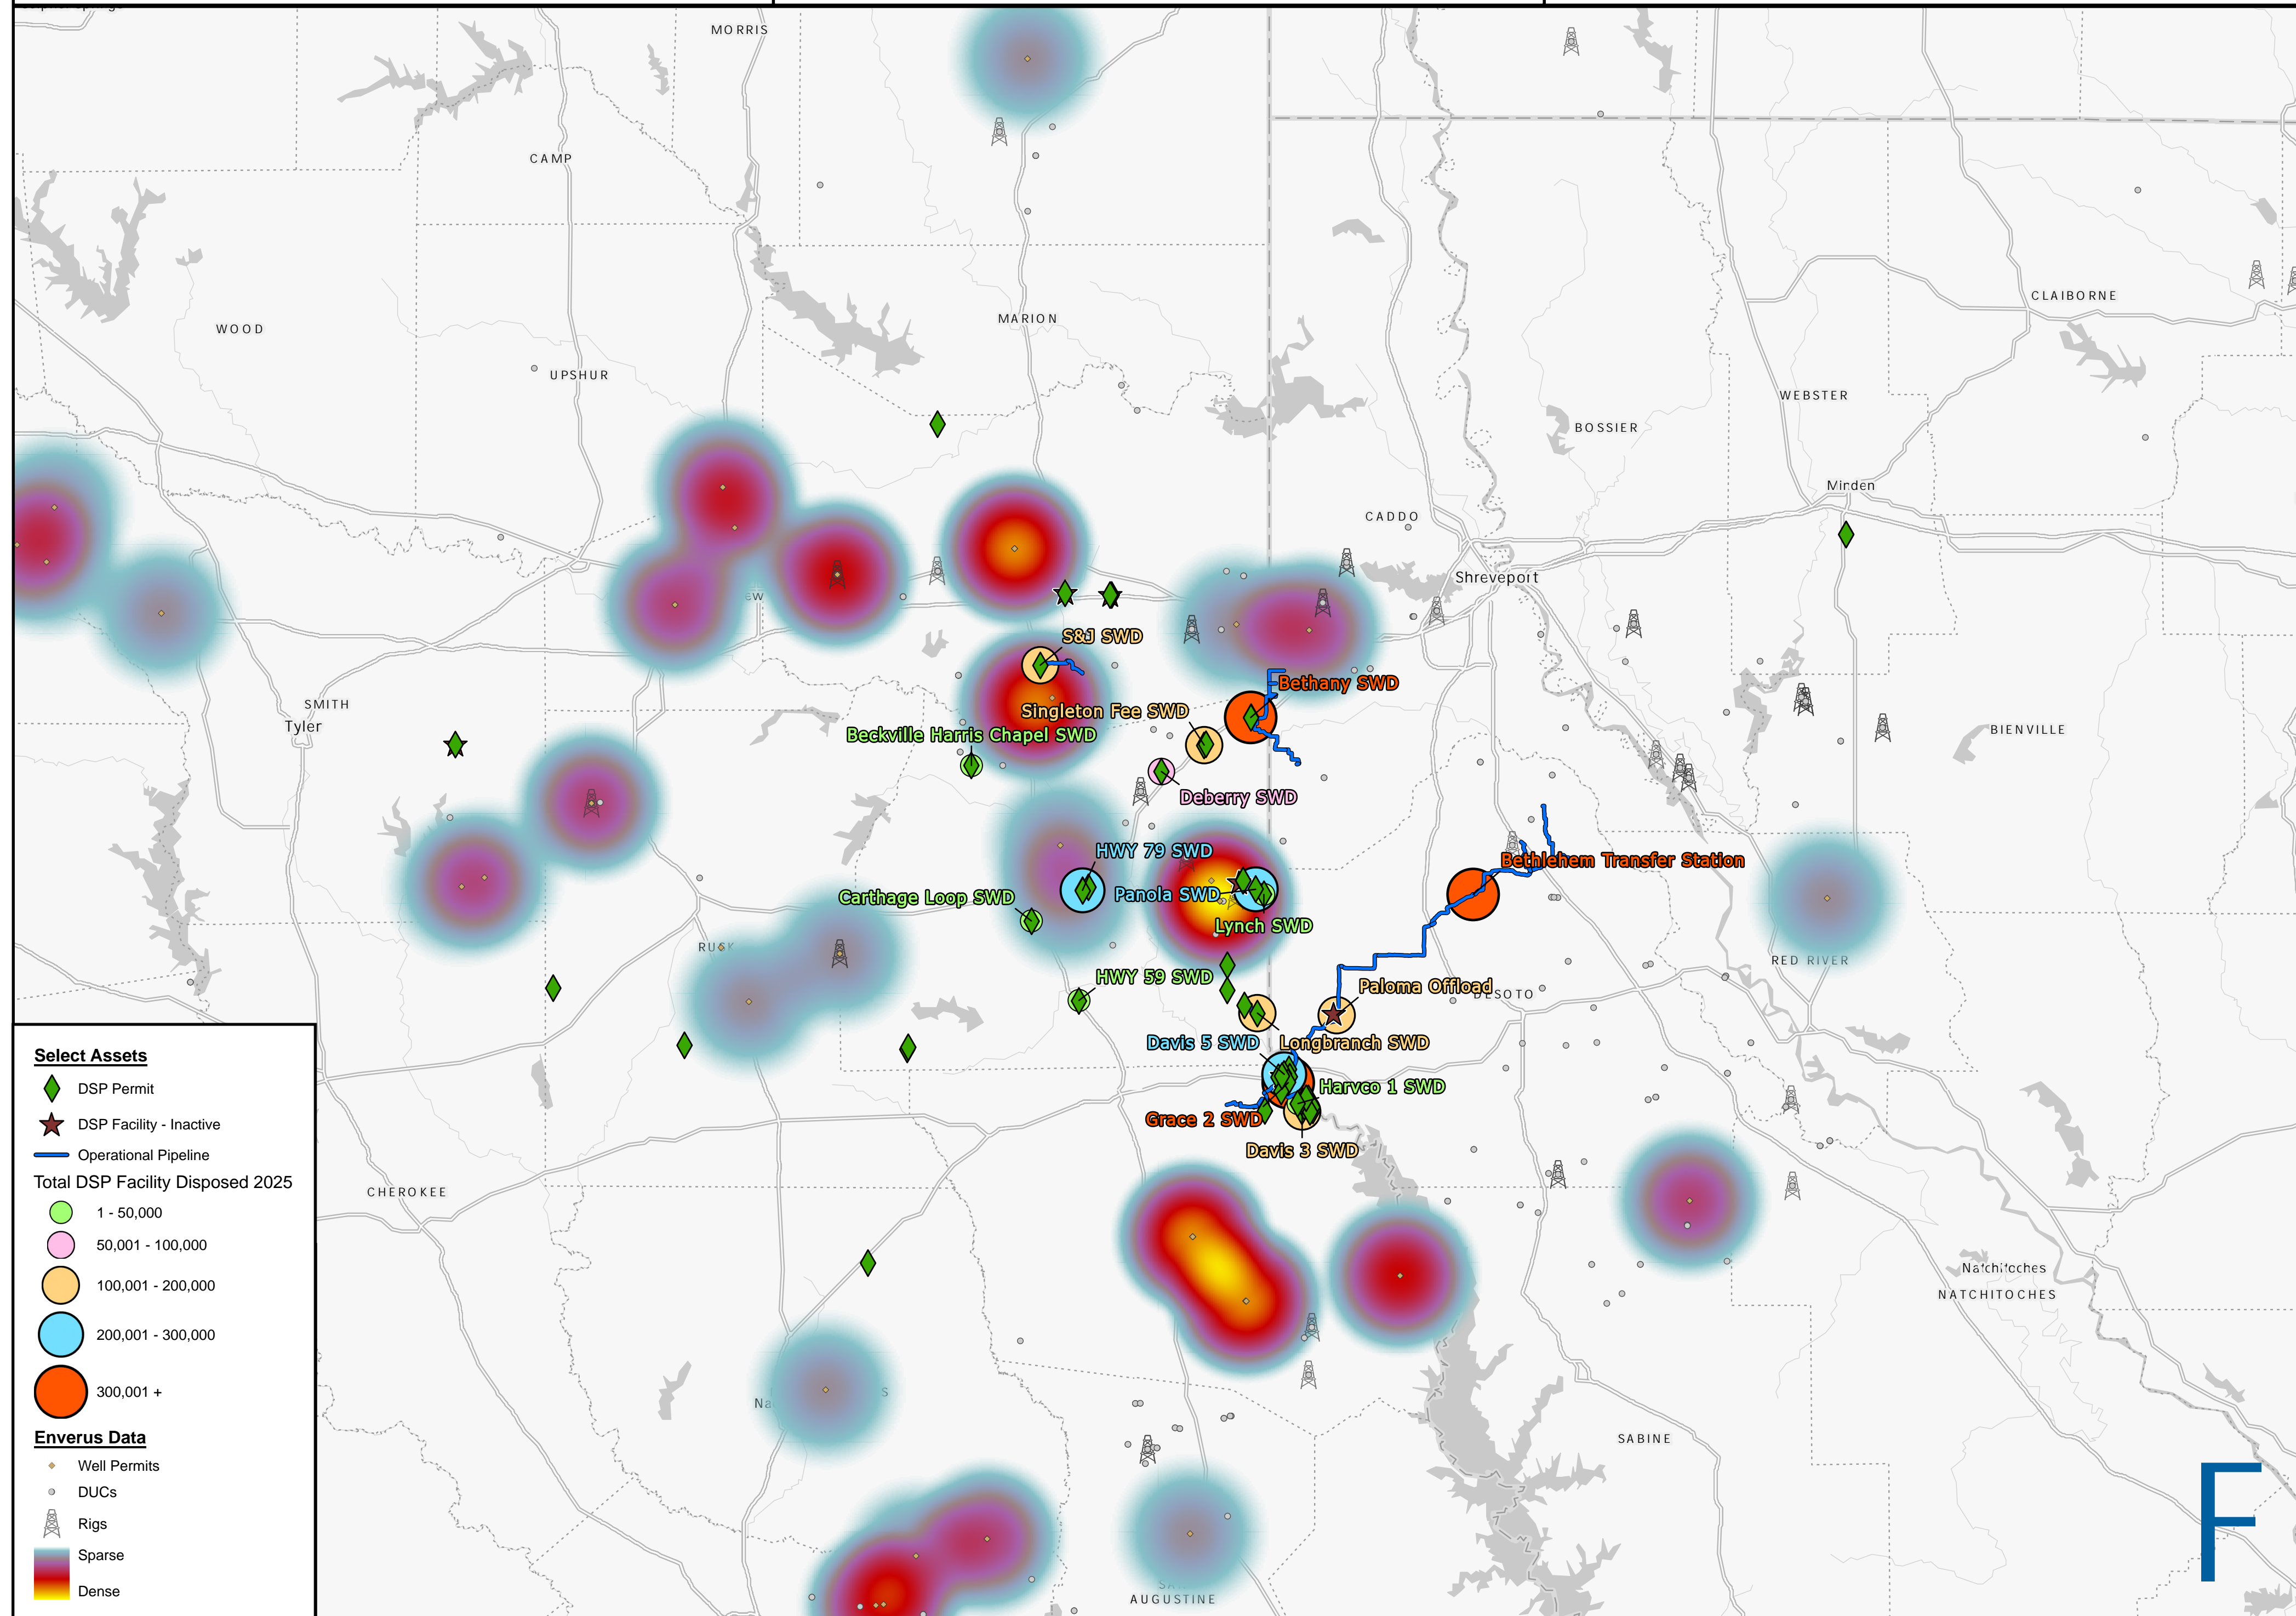 MORRIS
CAMP
CLAIBORNE
MARION
WOOD
UPSHUR
WEBSTER
BOSSIER
Minden
CADDO
Shreveport
EW
S&J SWD
Bethany SWD
SMITH
Singleton Fee SWD
Tyler
BIENVILLE
Beckville Harris Chapel SWD
Deberry SWD
HWY 79 SWD
Bethlehem Transfer Station
Panola SWD
Carthage Loop SWD
Lynch SWD
RUSK
RED RIVER
HWY 59 SWD
Paloma Offload
DESOTO
Davis 5 SWD
Longbranch SWD
Harvco 1 SWD
Grace 2 SWD
Davis 3 SWD
CHEROKEE
Natchitoches
NATCHITOCHES
Na
S
SABINE
SAN
AUGUSTINE
Select Assets
DSP Permit
DSP Facility - Inactive
Operational Pipeline
Total DSP Facility Disposed 2025
1 - 50,000
50,001 - 100,000
100,001 - 200,000
200,001 - 300,000
300,001 +
Enverus Data
Well Permits
DUCs
Rigs
Sparse
Dense
F